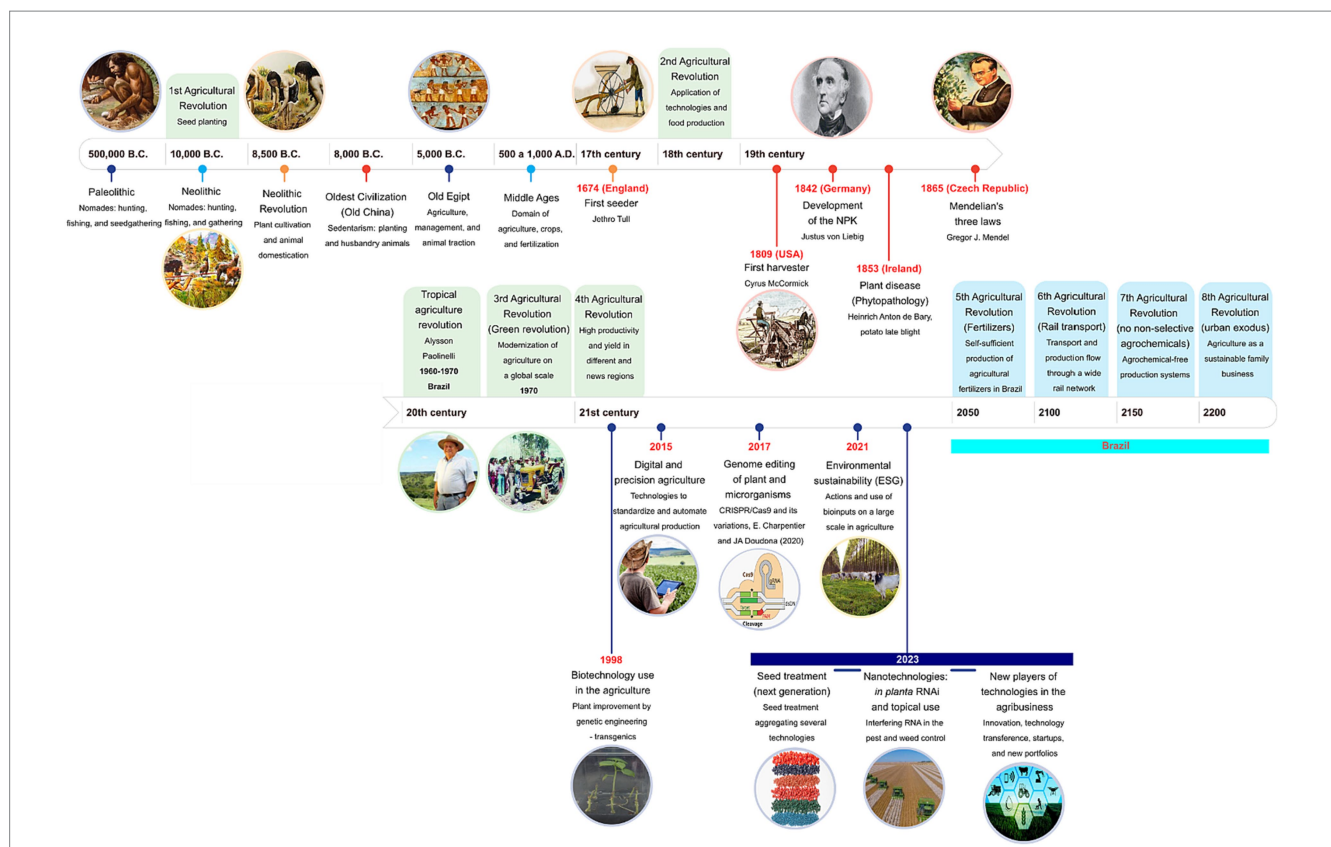 1st Agricultural
Revolution
Seed planting
2nd Agricultural
Revolution
Application of
technologies and
food production
500,000 B.C.
10,000 B.C.
8,500 B.C.
8,000 B.C.
5,000 B.C.
500 a 1,000 A.D.
17th century
18th century
19th century
Paleolithic
Nomades: hunting,
fishing, and seedgathering
Neolithic
Nomades: hunting,
fishing, and gathering
Neolithic
Revolution
Plant cultivation
and animal
domestication
Oldest Civilization
(Old China)
Sedentarism: planting
and husbandry animals
Old Egipt
Agriculture,
management, and
animal traction
Middle Ages
Domain of
agriculture, crops,
and fertilization
1674 (England)
First seeder
Jethro Tull
1809 (USA)
First harvester
Cyrus McCormick
1842 (Germany)
Development
of the NPK
Justus von Liebig
1853 (Ireland)
Plant disease
(Phytopathology)
Heinrich Anton de Bary,
potato late blight
1865 (Czech Republic)
Mendelian's
three laws
Gregor J. Mendel
Tropical
agriculture
revolution
Alysson
Paolinelli
1960-1970
Brazil
3rd Agricultural
Revolution
(Green revolution)
Modernization of
agriculture on
a global scale
1970
4th Agricultural
Revolution
High productivity
and yield in
different and
news regions
5th Agricultural
Revolution
(Fertilizers)
Self-sufficient
production of
agricultural
fertilizers in Brazil
6th Agricultural
Revolution
(Rail transport)
Transport and
production flow
through a wide
rail network
7th Agricultural
Revolution
(no non-selective
agrochemicals)
Agrochemical-free
production systems
8th Agricultural
Revolution
(urban exodus)
Agriculture as a
sustainable family
business
20th century
21st century
2050
2100
2150
2200
Brazil
2015
Digital and
precision agriculture
Technologies to
standardize and automate
agricultural production
2017
Genome editing
of plant and
microrganisms
CRISPR/Cas9 and its
variations, E. Charpentier
and JA Doudona (2020)
Cas9
gRNA
Target
PAM
Cleavage
2021
Environmental
sustainability (ESG)
Actions and use of
bioinputs on a large
scale in agriculture
1998
Biotechnology use
in the agriculture
Plant improvement by
genetic engineering
- transgenics
2023
Seed treatment
(next generation)
Seed treatment
aggregating several
technologies
Nanotechnologies:
in planta RNAi
and topical use
Interfering RNA in the
pest and weed control
New players of
technologies in the
agribusiness
Innovation, technology
transference, startups,
and new portfolios